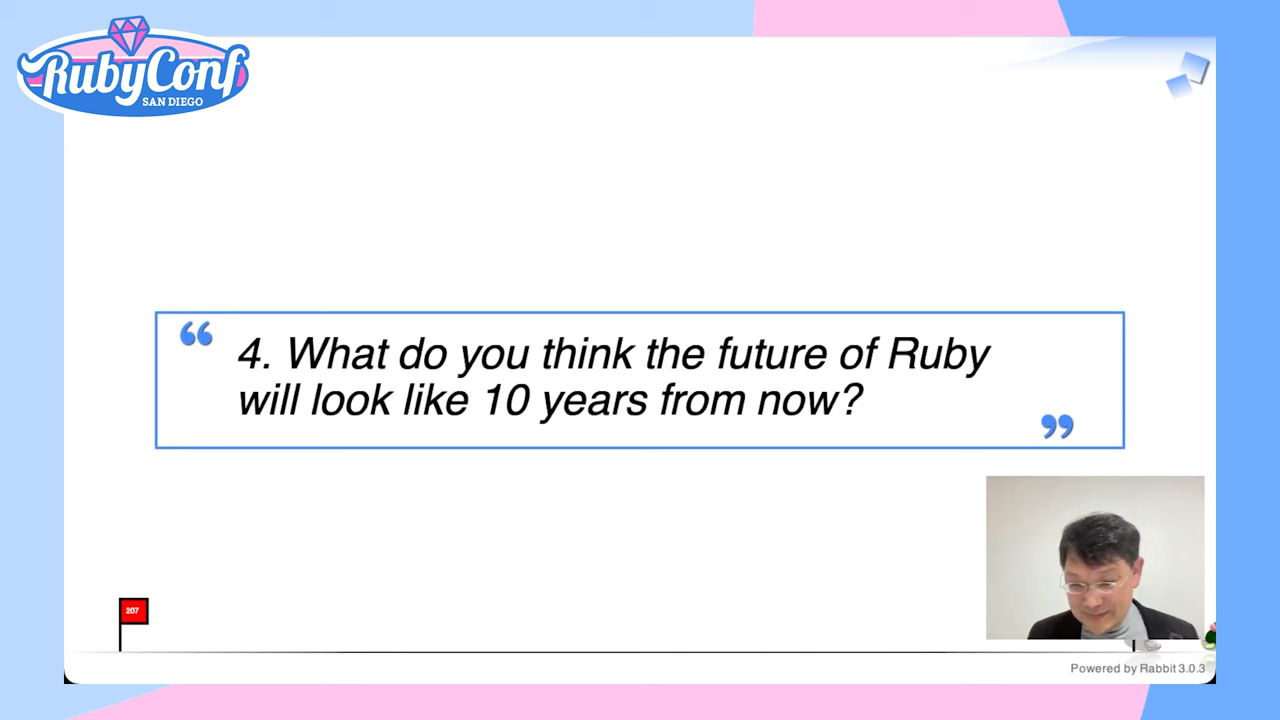 RubyConf
SAN DIEGO
“ 4. What do you think the future of Ruby
will look like 10 years from now? ”
207
Powered by Rabbit 3.0.3